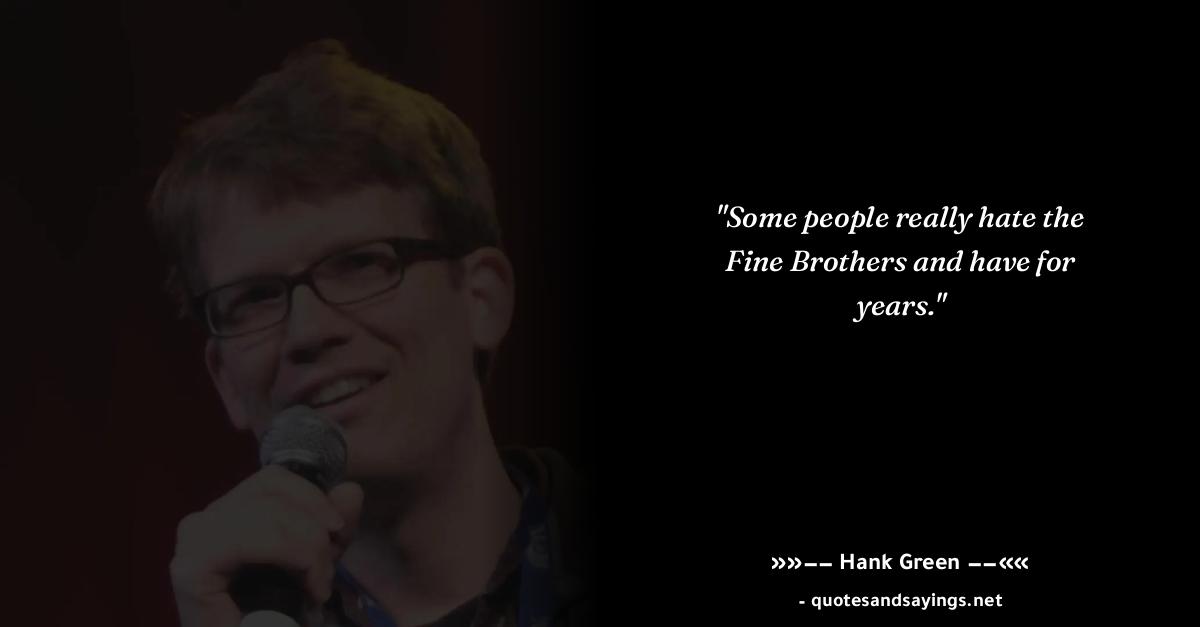 "Some people really hate the
Fine Brothers and have for
years."
»»−− Hank Green −−««
- quotesandsayings.net